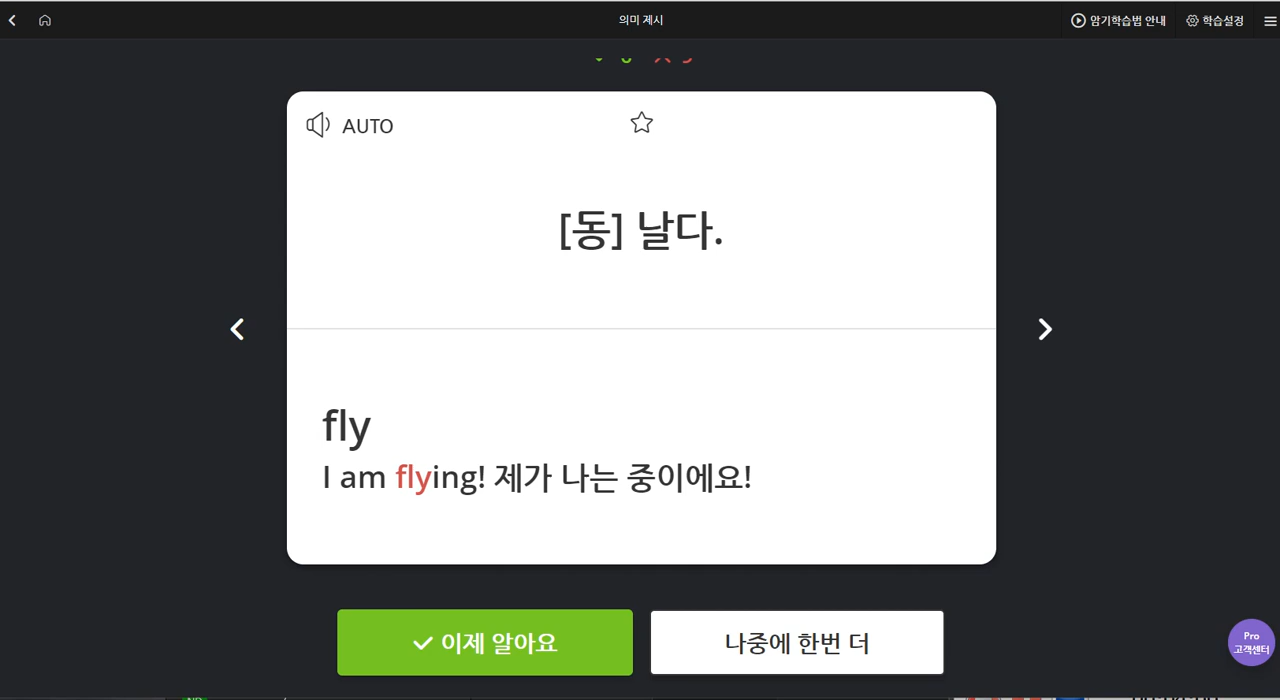 의미 제시
암기학습법 안내
학습설정
AUTO
[동] 날다.
fly
I am flying! 제가 나는 중이에요!
이제 알아요
나중에 한번 더
Pro
고객센터